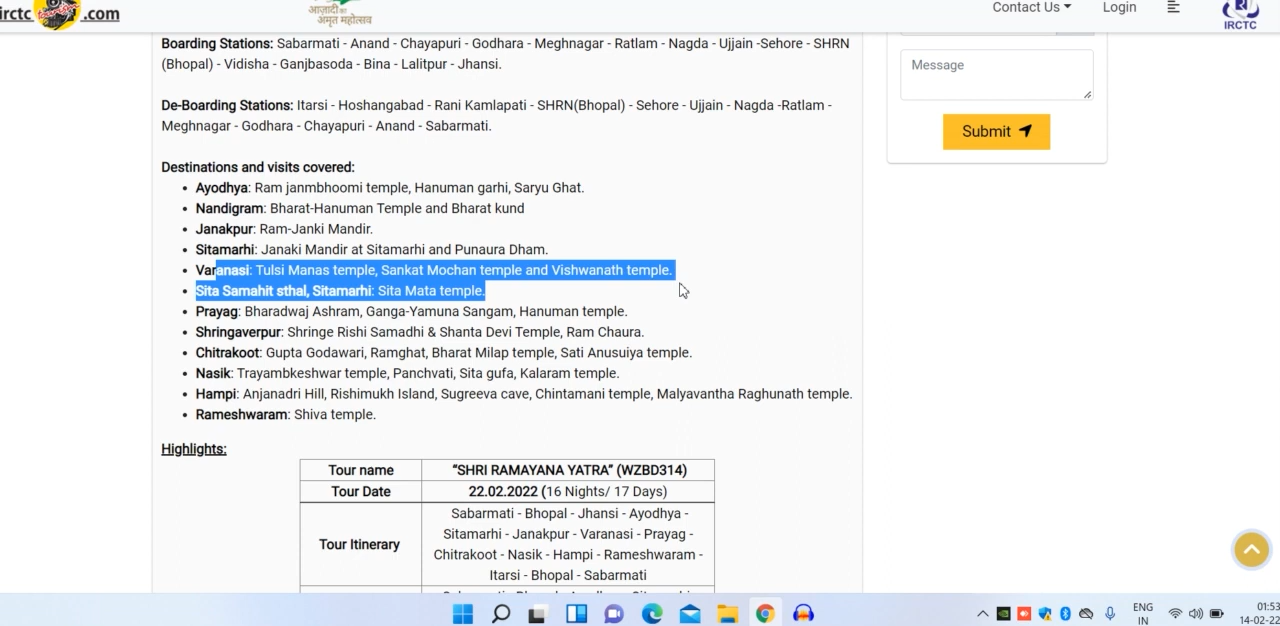 irctc tourism .com
आज़ादी का
अमृत महोत्सव
Contact Us
Login
IRCTC
Boarding Stations: Sabarmati - Anand - Chayapuri - Godhara - Meghnagar - Ratlam - Nagda - Ujjain -Sehore - SHRN
(Bhopal) - Vidisha - Ganjbasoda - Bina - Lalitpur - Jhansi.
Message
De-Boarding Stations: Itarsi - Hoshangabad - Rani Kamlapati - SHRN(Bhopal) - Sehore - Ujjain - Nagda -Ratlam -
Meghnagar - Godhara - Chayapuri - Anand - Sabarmati.
Submit
Destinations and visits covered:
• Ayodhya: Ram janmbhoomi temple, Hanuman garhi, Saryu Ghat.
• Nandigram: Bharat-Hanuman Temple and Bharat kund
• Janakpur: Ram-Janki Mandir.
• Sitamarhi: Janaki Mandir at Sitamarhi and Punaura Dham.
• Varanasi: Tulsi Manas temple, Sankat Mochan temple and Vishwanath temple.
• Sita Samahit sthal, Sitamarhi: Sita Mata temple.
• Prayag: Bharadwaj Ashram, Ganga-Yamuna Sangam, Hanuman temple.
• Shringaverpur: Shringe Rishi Samadhi & Shanta Devi Temple, Ram Chaura.
• Chitrakoot: Gupta Godawari, Ramghat, Bharat Milap temple, Sati Anusuiya temple.
• Nasik: Trayambkeshwar temple, Panchvati, Sita gufa, Kalaram temple.
• Hampi: Anjanadri Hill, Rishimukh Island, Sugreeva cave, Chintamani temple, Malyavantha Raghunath temple.
• Rameshwaram: Shiva temple.
Highlights:
Tour name “SHRI RAMAYANA YATRA” (WZBD314)
Tour Date 22.02.2022 (16 Nights/ 17 Days)
Tour Itinerary
Sabarmati - Bhopal - Jhansi - Ayodhya -
Sitamarhi - Janakpur - Varanasi - Prayag -
Chitrakoot - Nasik - Hampi - Rameshwaram -
Itarsi - Bhopal - Sabarmati
ENG
IN
01:53
14-02-22